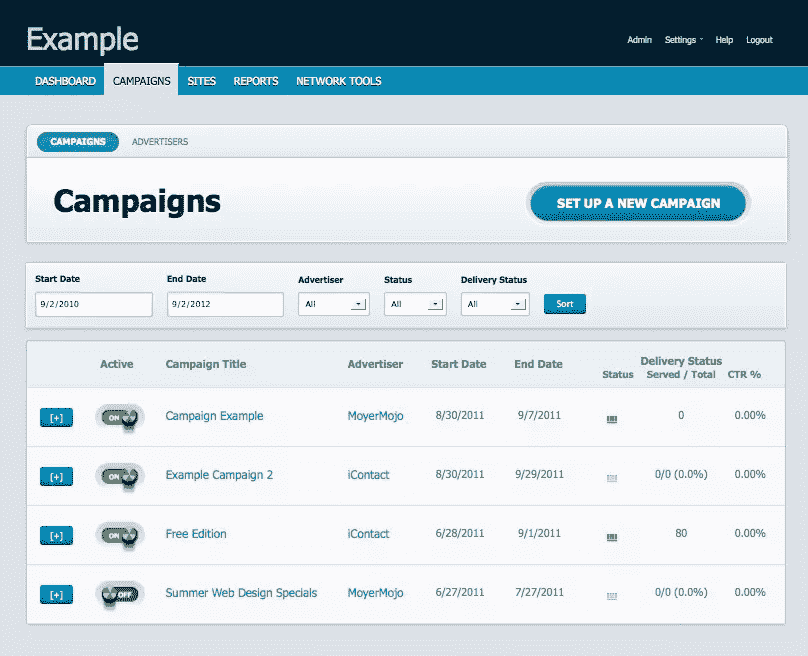 Example
Admin Settings Help Logout
DASHBOARD CAMPAIGNS SITES REPORTS NETWORK TOOLS
CAMPAIGNS ADVERTISERS
Campaigns
SET UP A NEW CAMPAIGN
Start Date End Date Advertiser Status Delivery Status
9/2/2010 9/2/2012 All All All Sort
Active Campaign Title Advertiser Start Date End Date Status Delivery Status Served / Total CTR %
[+] ON Campaign Example MoyerMojo 8/30/2011 9/7/2011 0 0.00%
[+] ON Example Campaign 2 iContact 8/30/2011 9/29/2011 0/0 (0.0%) 0.00%
[+] ON Free Edition iContact 6/28/2011 9/1/2011 80 0.00%
[+] OFF Summer Web Design Specials MoyerMojo 6/27/2011 7/27/2011 0/0 (0.0%) 0.00%